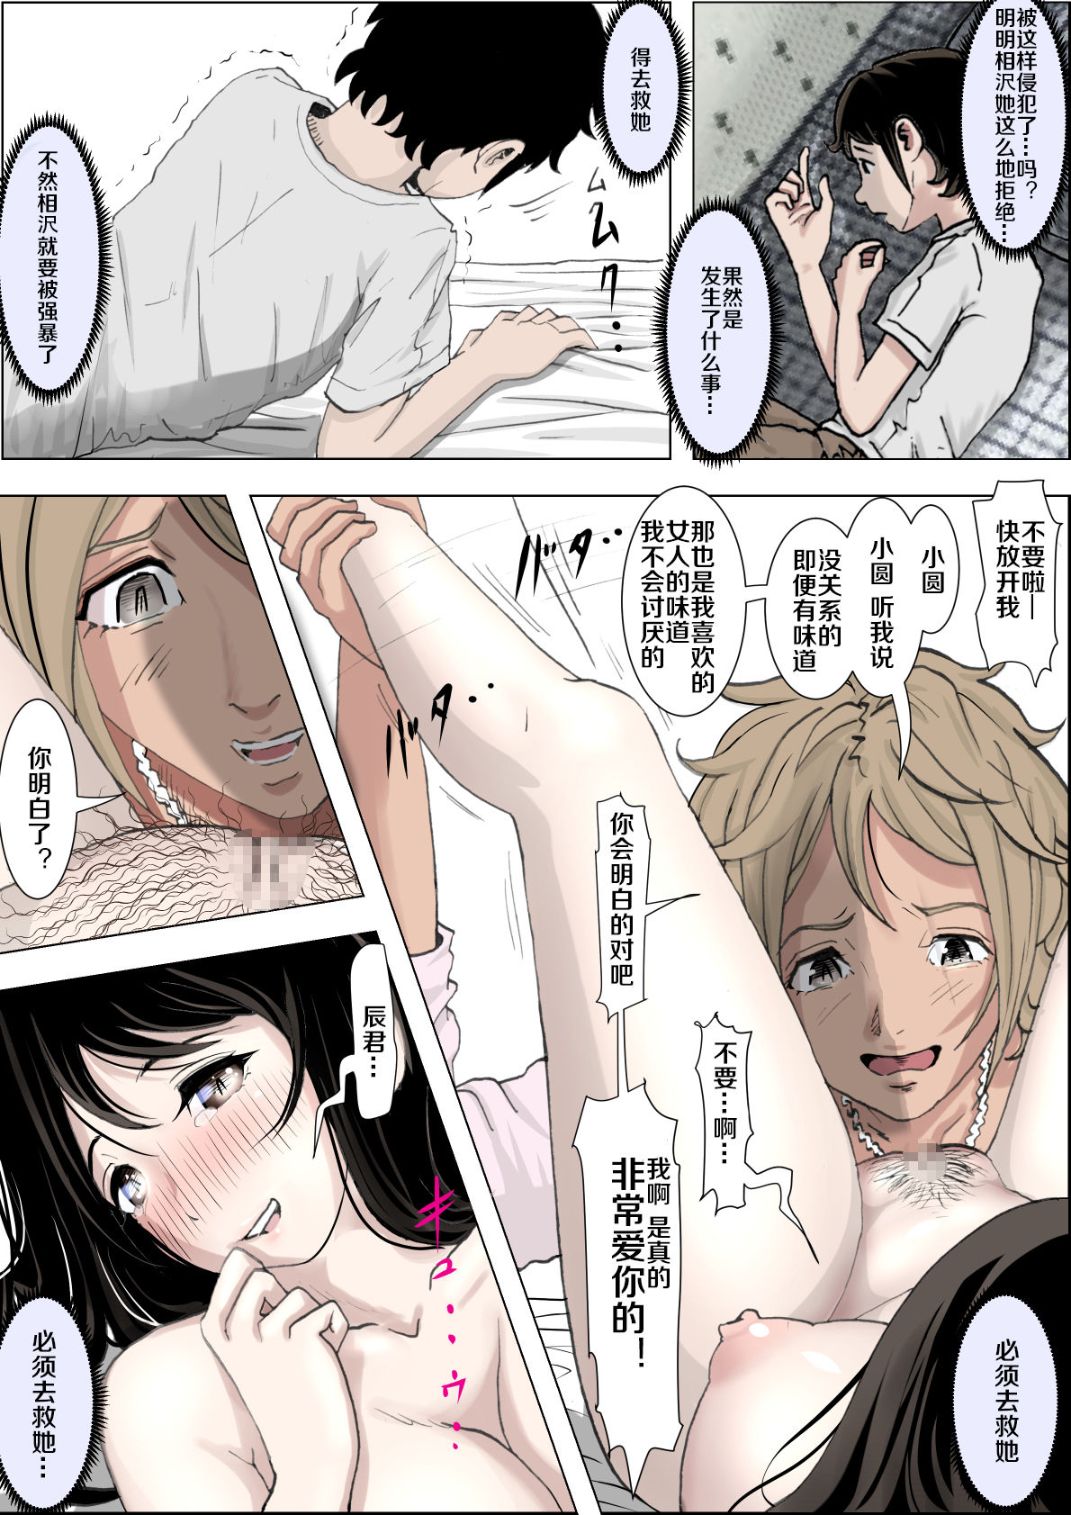 被这样侵犯了…吗？
明明相沢她这么地拒绝…
果然是
发生了什么事…
得去救她
ムムムク・・
不然相沢就要被强暴了
不要啦—
快放开我
小圆
小圆 听我说
没关系的
即便有味道
那也是我喜欢的
女人的味道
我不会讨厌的
バタ・・
バタ・・
你会明白的对吧
我啊 是真的
非常爱你的！
不要…啊…
必须去救她
你明白了？
辰君…
キュ・・ゥ・・
必须去救她…